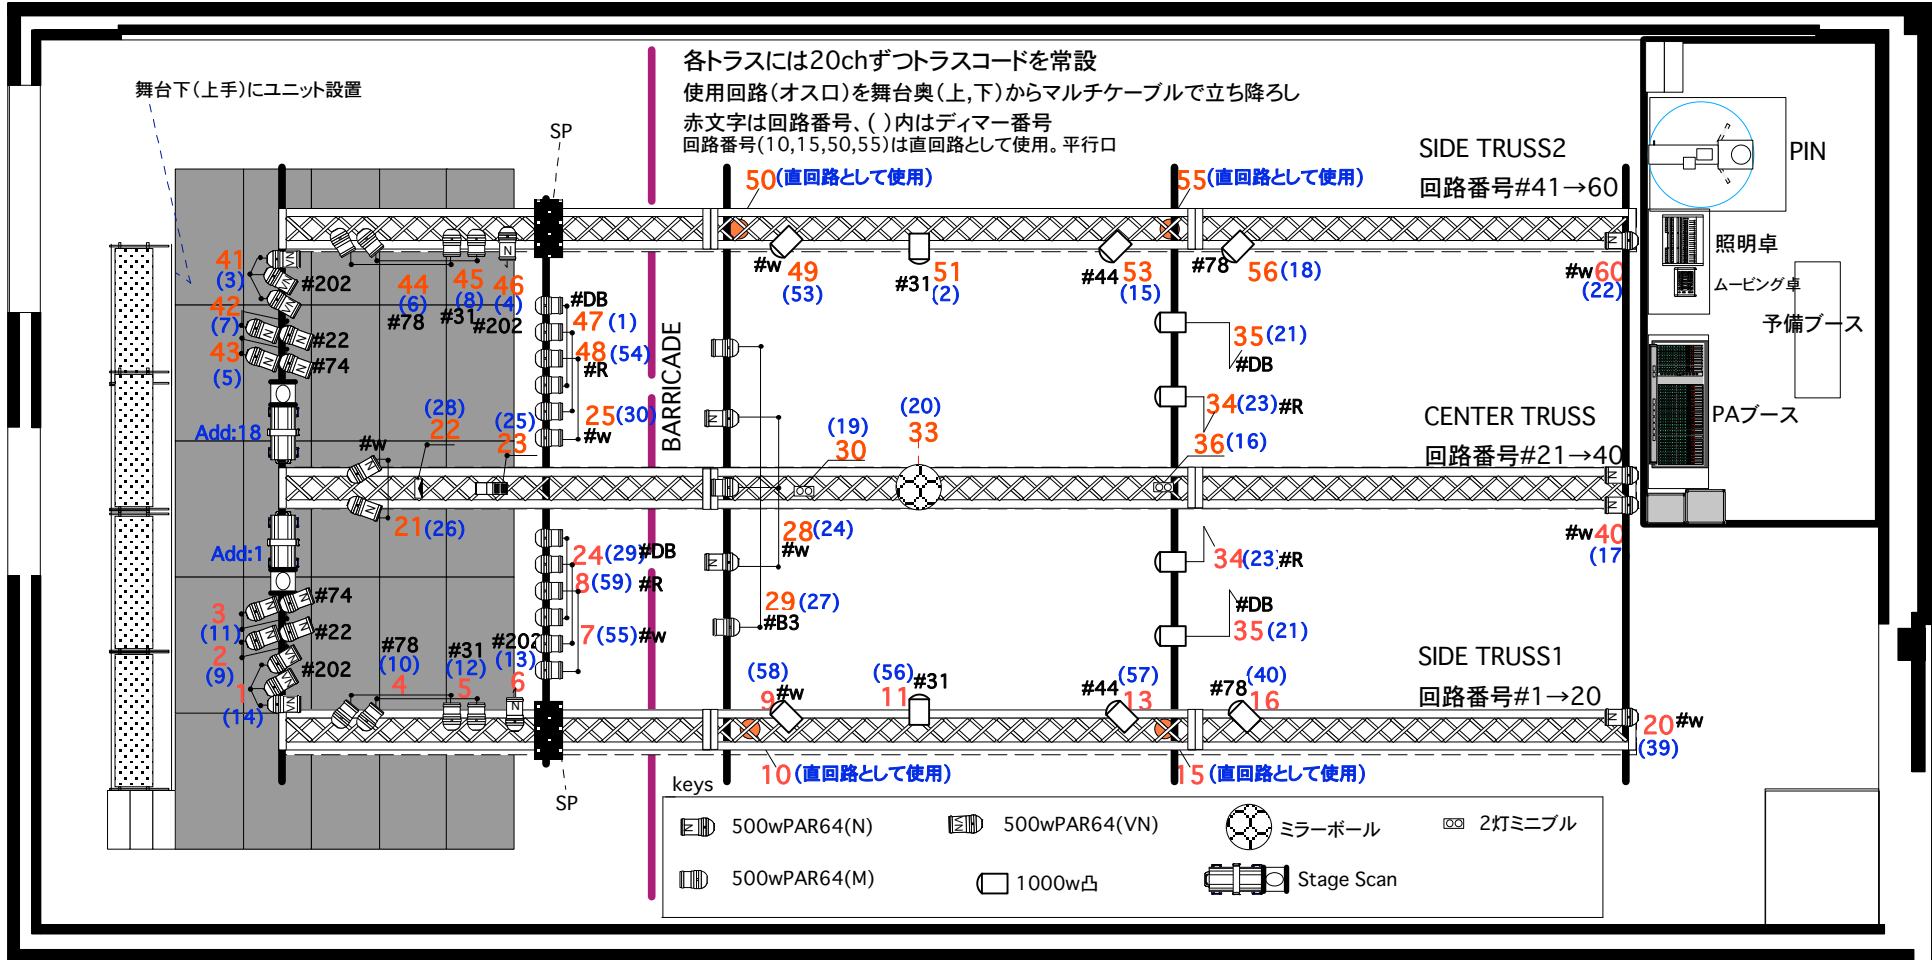 各トラスには20chずつトラスコードを常設
使用回路(オスロ)を舞台奥(上,下)からマルチケーブルで立ち降ろし
赤文字は回路番号、( )内はディマー番号
回路番号(10,15,50,55)は直回路として使用。平行口
舞台下(上手)にユニット設置
SP
SIDE TRUSS2
回路番号#41→60
PIN
照明卓
ムービング卓
予備ブース
PAブース
50(直回路として使用)
55(直回路として使用)
41
(3)
#202
42
(7)
#22
43
(5)
#74
44
(6)
#78
45
(8)
#31
46
(4)
#202
#DB
47(1)
48(54)
#R
25(30)
#w
BARRICADE
#w
49
(53)
#31
51
(2)
#44
53
(15)
#78
56(18)
#w60
(22)
35(21)
#DB
34(23)#R
36(16)
CENTER TRUSS
回路番号#21→40
Add:18
#w
(28)
22
(25)
23
(19)
30
(20)
33
21(26)
Add:1
28(24)
#w
#w40
(17
24(29)#DB
8(59)#R
7(55)#w
29(27)
#B3
34(23)#R
#DB
35(21)
3
(11)
#74
2
(9)
#22
1
(14)
#202
#78
(10)
4
#31
(12)
5
#202
(13)
6
(58)
9#w
(56)
11
#31
#44
(57)
13
#78
(40)
16
SIDE TRUSS1
回路番号#1→20
20#w
(39)
10(直回路として使用)
15(直回路として使用)
SP
keys
N 500wPAR64(N)
VN 500wPAR64(VN)
ミラーボール
2灯ミニブル
500wPAR64(M)
1000w凸
Stage Scan